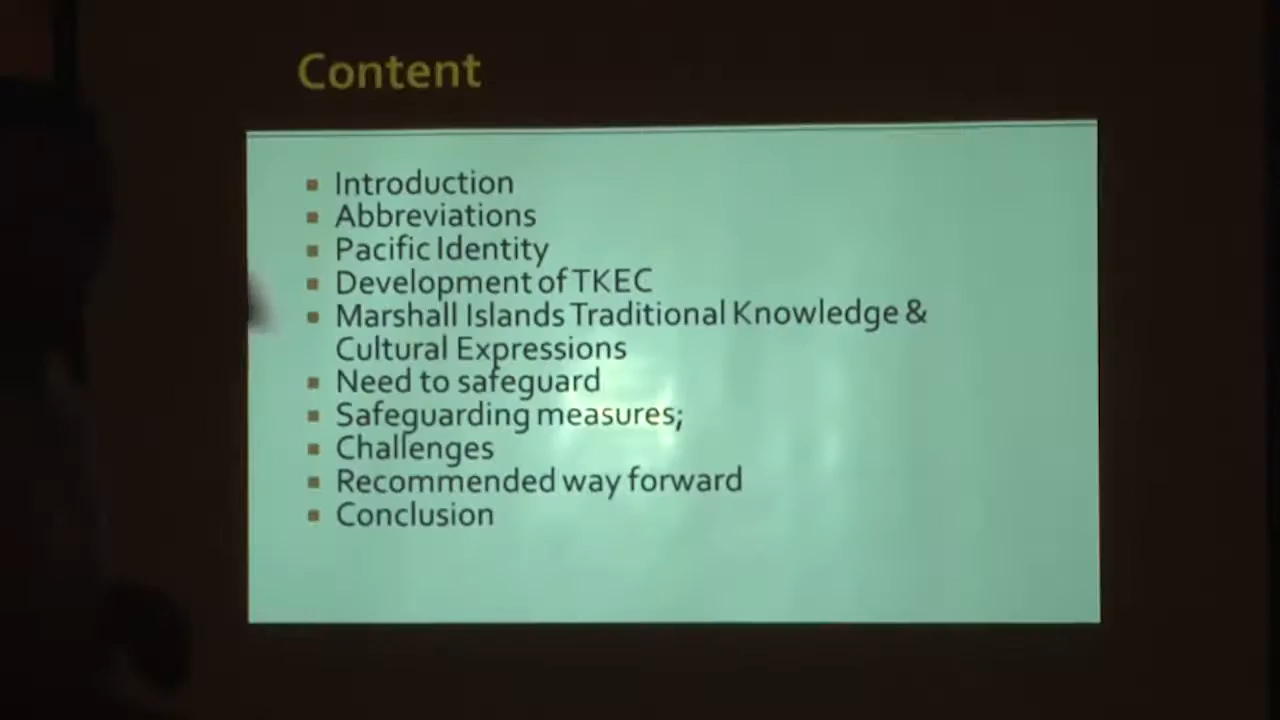 Content
Introduction
Abbreviations
Pacific Identity
Development of TKEC
Marshall Islands Traditional Knowledge &
Cultural Expressions
Need to safeguard
Safeguarding measures;
Challenges
Recommended way forward
Conclusion